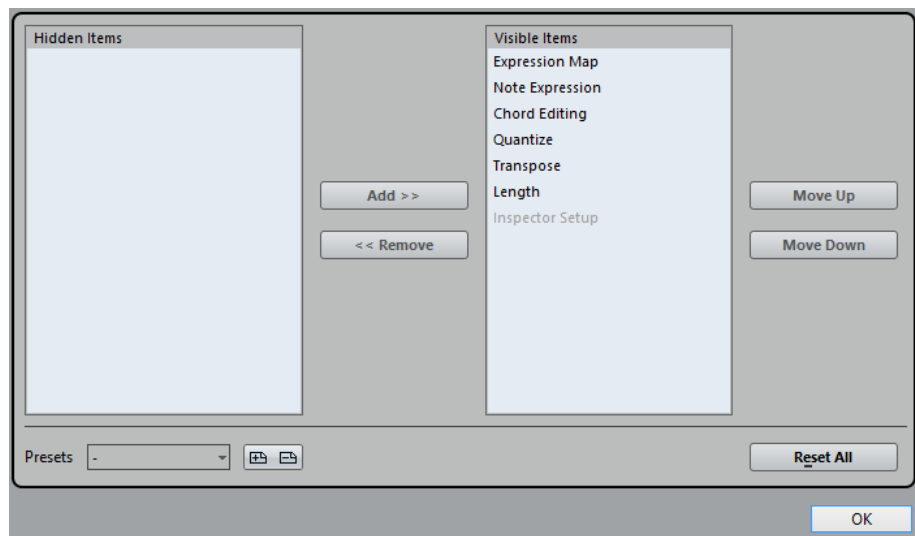 Hidden Items
Visible Items
Expression Map
Note Expression
Chord Editing
Quantize
Transpose
Length
Inspector Setup
Add >>
<< Remove
Move Up
Move Down
Presets -
Reset All
OK